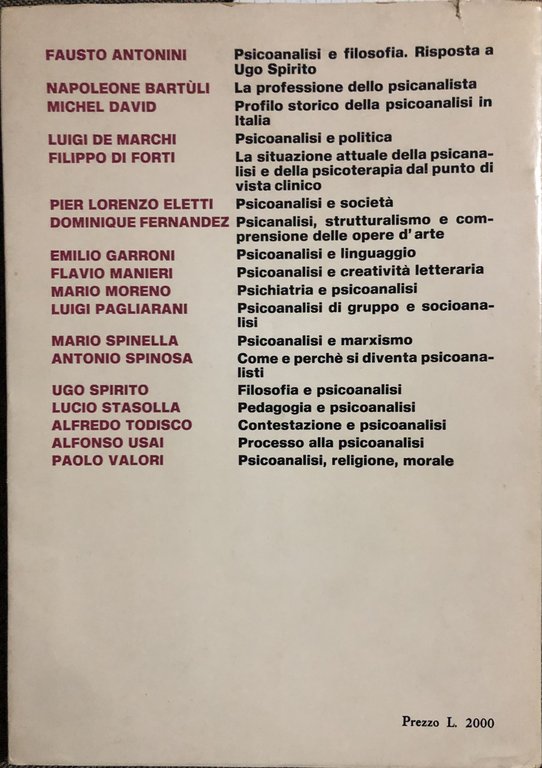 FAUSTO ANTONINI Psicoanalisi e filosofia. Risposta a
Ugo Spirito
NAPOLEONE BARTÙLI La professione dello psicanalista
MICHEL DAVID Profilo storico della psicoanalisi in
Italia
LUIGI DE MARCHI Psicoanalisi e politica
FILIPPO DI FORTI La situazione attuale della psicana-
lisi e della psicoterapia dal punto di
vista clinico
PIER LORENZO ELETTI Psicoanalisi e società
DOMINIQUE FERNANDEZ Psicanalisi, strutturalismo e com-
prensione delle opere d'arte
EMILIO GARRONI Psicoanalisi e linguaggio
FLAVIO MANIERI Psicoanalisi e creatività letteraria
MARIO MORENO Psichiatria e psicoanalisi
LUIGI PAGLIARANI Psicoanalisi di gruppo e socioana-
lisi
MARIO SPINELLA Psicoanalisi e marxismo
ANTONIO SPINOSA Come e perchè si diventa psicoana-
listi
UGO SPIRITO Filosofia e psicoanalisi
LUCIO STASOLLA Pedagogia e psicoanalisi
ALFREDO TODISCO Contestazione e psicoanalisi
ALFONSO USAI Processo alla psicoanalisi
PAOLO VALORI Psicoanalisi, religione, morale
Prezzo L. 2000